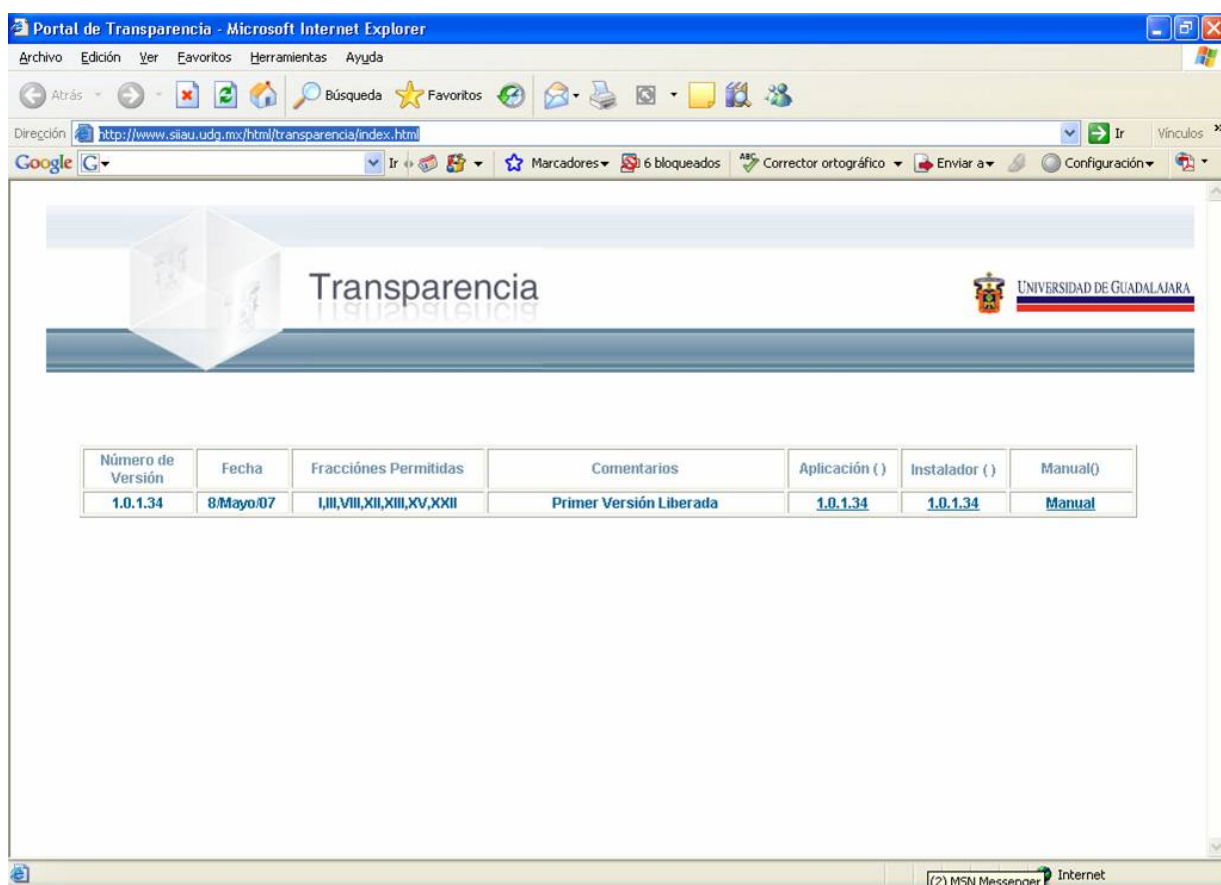 Portal de Transparencia - Microsoft Internet Explorer
Archivo Edición Ver Favoritos Herramientas Ayuda
Atrás Búsqueda Favoritos
Dirección http://www.siiau.udg.mx/html/transparencia/index.html Ir Vínculos »
Google G Ir Marcadores 6 bloqueados ABC Corrector ortográfico Enviar a Configuración
Transparencia
UNIVERSIDAD DE GUADALAJARA
Número de Versión Fecha Fracciónes Permitidas Comentarios Aplicación ( ) Instalador ( ) Manual()
1.0.1.34 8/Mayo/07 I,III,VIII,XII,XIII,XV,XXII Primer Versión Liberada 1.0.1.34 1.0.1.34 Manual
(2) MSN Messenger Internet